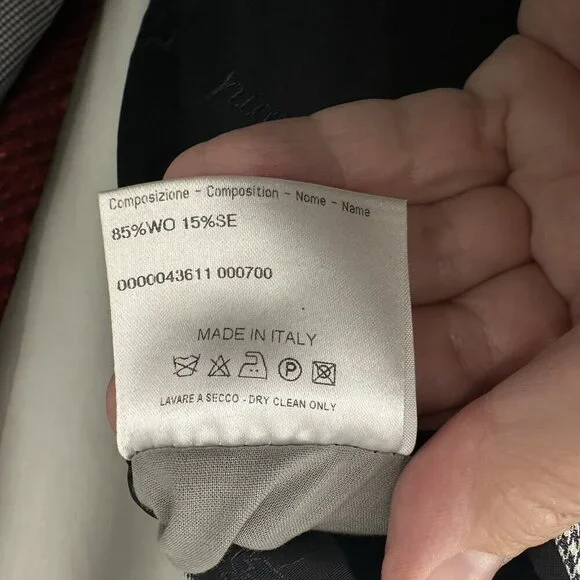 Composizione - Composition - Nome - Name
85%WO 15%SE
0000043611 000700
MADE IN ITALY
P
LAVARE A SECCO - DRY CLEAN ONLY